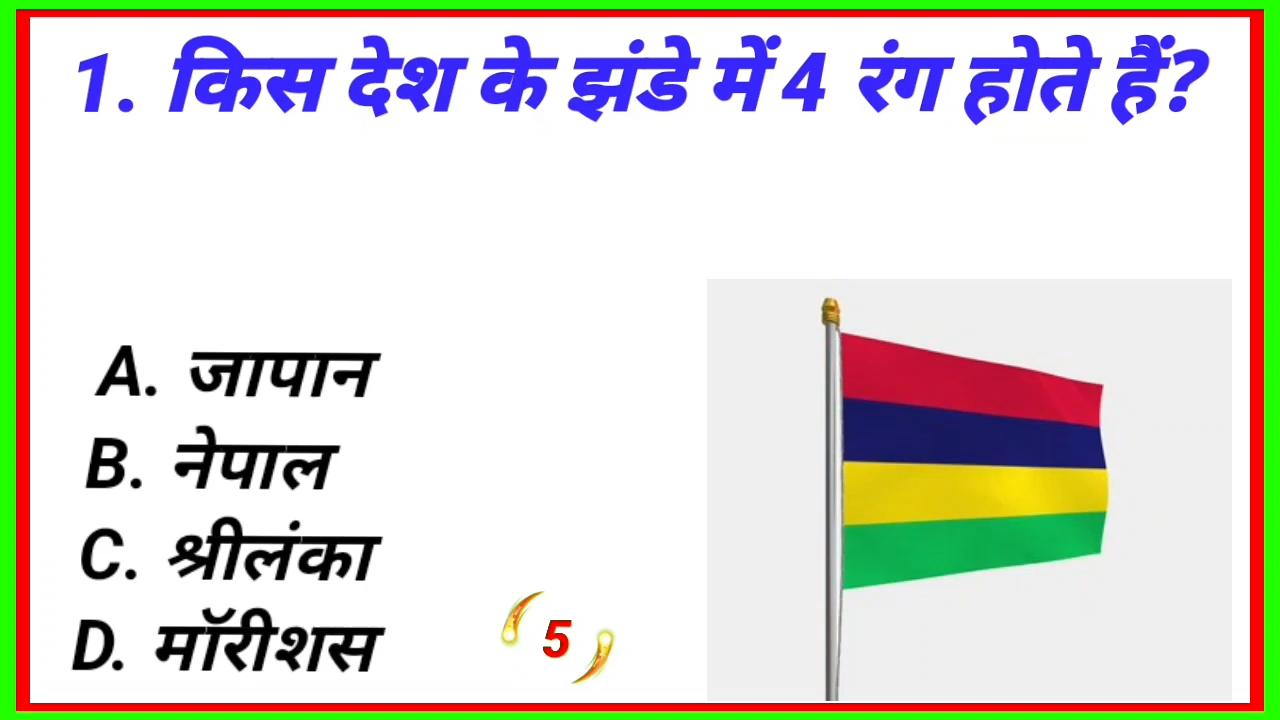 1. किस देश के झंडे में 4 रंग होते हैं?
A. जापान
B. नेपाल
C. श्रीलंका
D. मॉरीशस
5